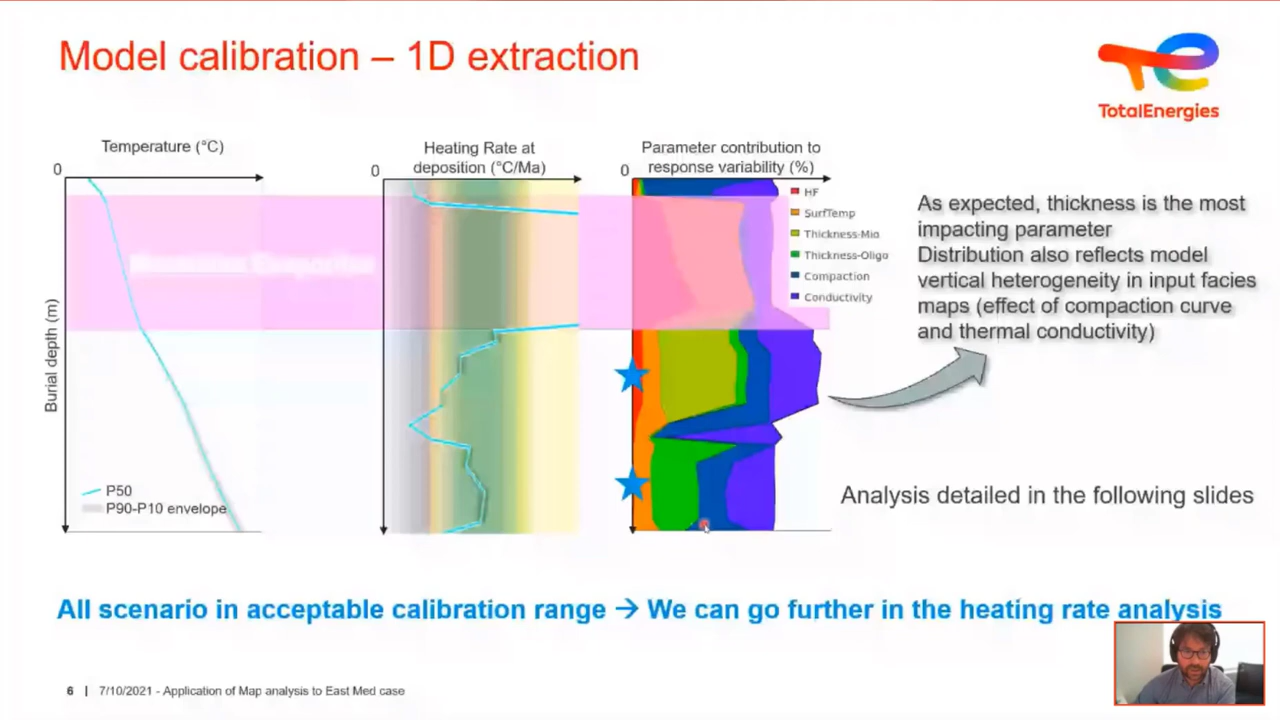 Model calibration – 1D extraction
TotalEnergies
Temperature (°C)
0
Burial depth (m)
P50
P90-P10 envelope
Heating Rate at
deposition (°C/Ma)
0
Parameter contribution to
response variability (%)
0
HF
SurfTemp
Thickness-Mio
Thickness-Oligo
Compaction
Conductivity
As expected, thickness is the most
impacting parameter
Distribution also reflects model
vertical heterogeneity in input facies
maps (effect of compaction curve
and thermal conductivity)
Analysis detailed in the following slides
All scenario in acceptable calibration range → We can go further in the heating rate analysis
6 | 7/10/2021 - Application of Map analysis to East Med case